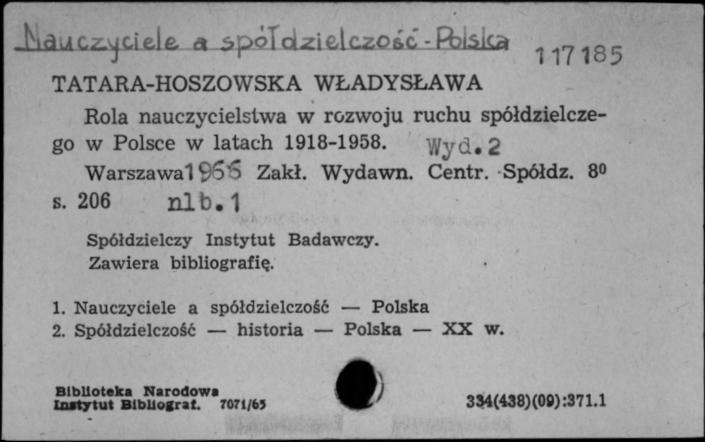 Nauczyciele a spółdzielczość - Polska
117185
TATARA-HOSZOWSKA WŁADYSŁAWA
Rola nauczycielstwa w rozwoju ruchu spółdzielcze-
go w Polsce w latach 1918-1958. Wyd. 2
Warszawa Zakł. Wydawn. Centr. Spółdz. 8⁰
s. 206 nlb. 1
Spółdzielczy Instytut Badawczy.
Zawiera bibliografię.
1. Nauczyciele a spółdzielczość — Polska
2. Spółdzielczość — historia — Polska — XX w.
Biblioteka Narodowa
Instytut Bibliograf. 7071/65
334(438)(09):371.1